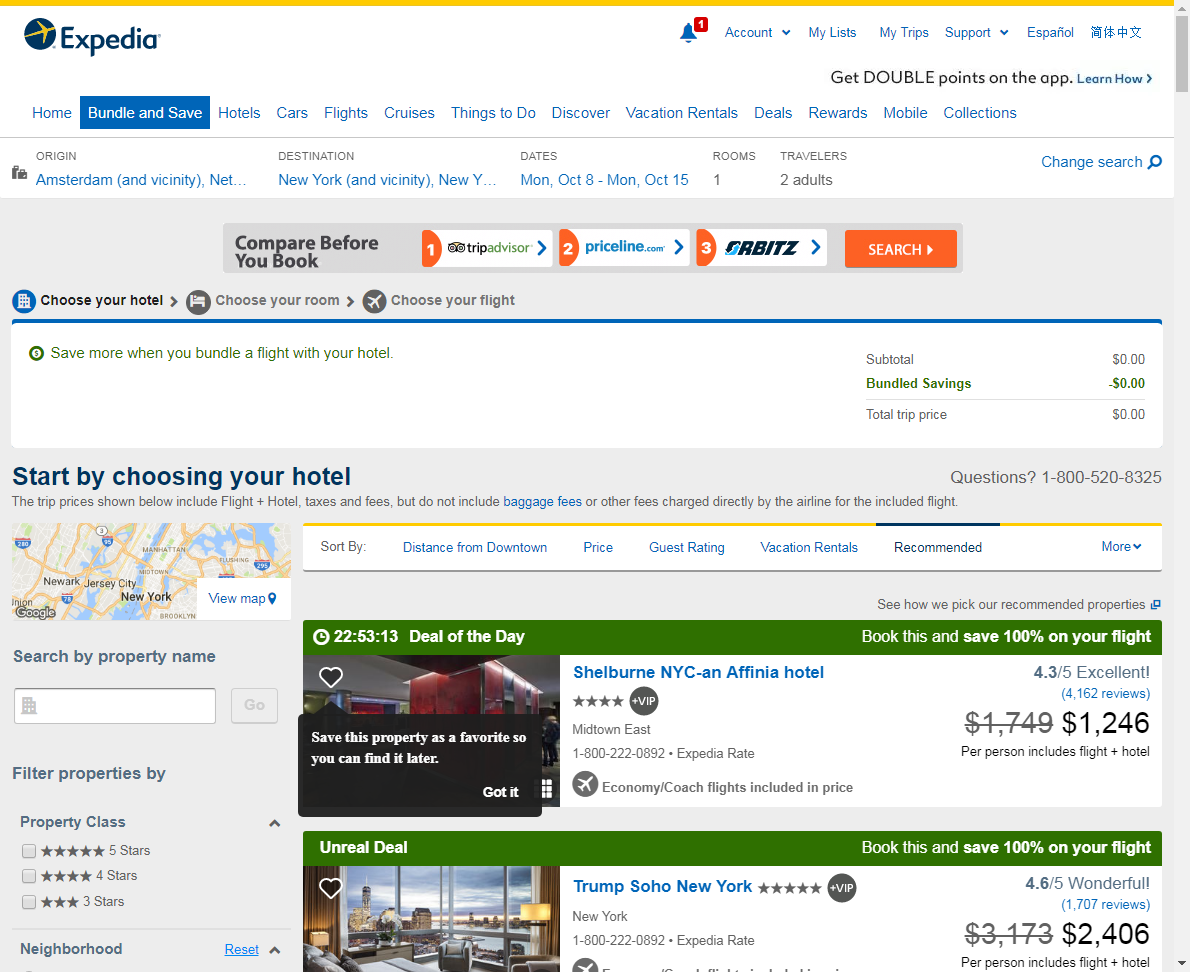 Expedia
1
Account
My Lists
My Trips
Support
Español
简体中文
Get DOUBLE points on the app. Learn How
Home
Bundle and Save
Hotels
Cars
Flights
Cruises
Things to Do
Discover
Vacation Rentals
Deals
Rewards
Mobile
Collections
ORIGIN
DESTINATION
DATES
ROOMS
TRAVELERS
Amsterdam (and vicinity), Net...
New York (and vicinity), New Y...
Mon, Oct 8 - Mon, Oct 15
1
2 adults
Change search
Compare Before
You Book
1 tripadvisor
2 priceline.com
3 ORBITZ
SEARCH
Choose your hotel
Choose your room
Choose your flight
Save more when you bundle a flight with your hotel.
Subtotal $0.00
Bundled Savings -$0.00
Total trip price $0.00
Start by choosing your hotel
Questions? 1-800-520-8325
The trip prices shown below include Flight + Hotel, taxes and fees, but do not include baggage fees or other fees charged directly by the airline for the included flight.
3
280
95
MANHATTAN
FLUSHING
MIDTOWN
295
Newark
Jersey City
New York
78
Union
BROOKLYN
Google
View map
Sort By:
Distance from Downtown
Price
Guest Rating
Vacation Rentals
Recommended
More
See how we pick our recommended properties
Search by property name
Go
Filter properties by
Property Class
5 Stars
4 Stars
3 Stars
Neighborhood
Reset
22:53:13 Deal of the Day
Book this and save 100% on your flight
Save this property as a favorite so
you can find it later.
Got it
Shelburne NYC-an Affinia hotel
+VIP
Midtown East
1-800-222-0892 • Expedia Rate
Economy/Coach flights included in price
4.3/5 Excellent!
(4,162 reviews)
$1,749 $1,246
Per person includes flight + hotel
Unreal Deal
Book this and save 100% on your flight
Trump Soho New York
+VIP
New York
1-800-222-0892 • Expedia Rate
Economy/Coach flights included in price
4.6/5 Wonderful!
(1,707 reviews)
$3,173 $2,406
Per person includes flight + hotel